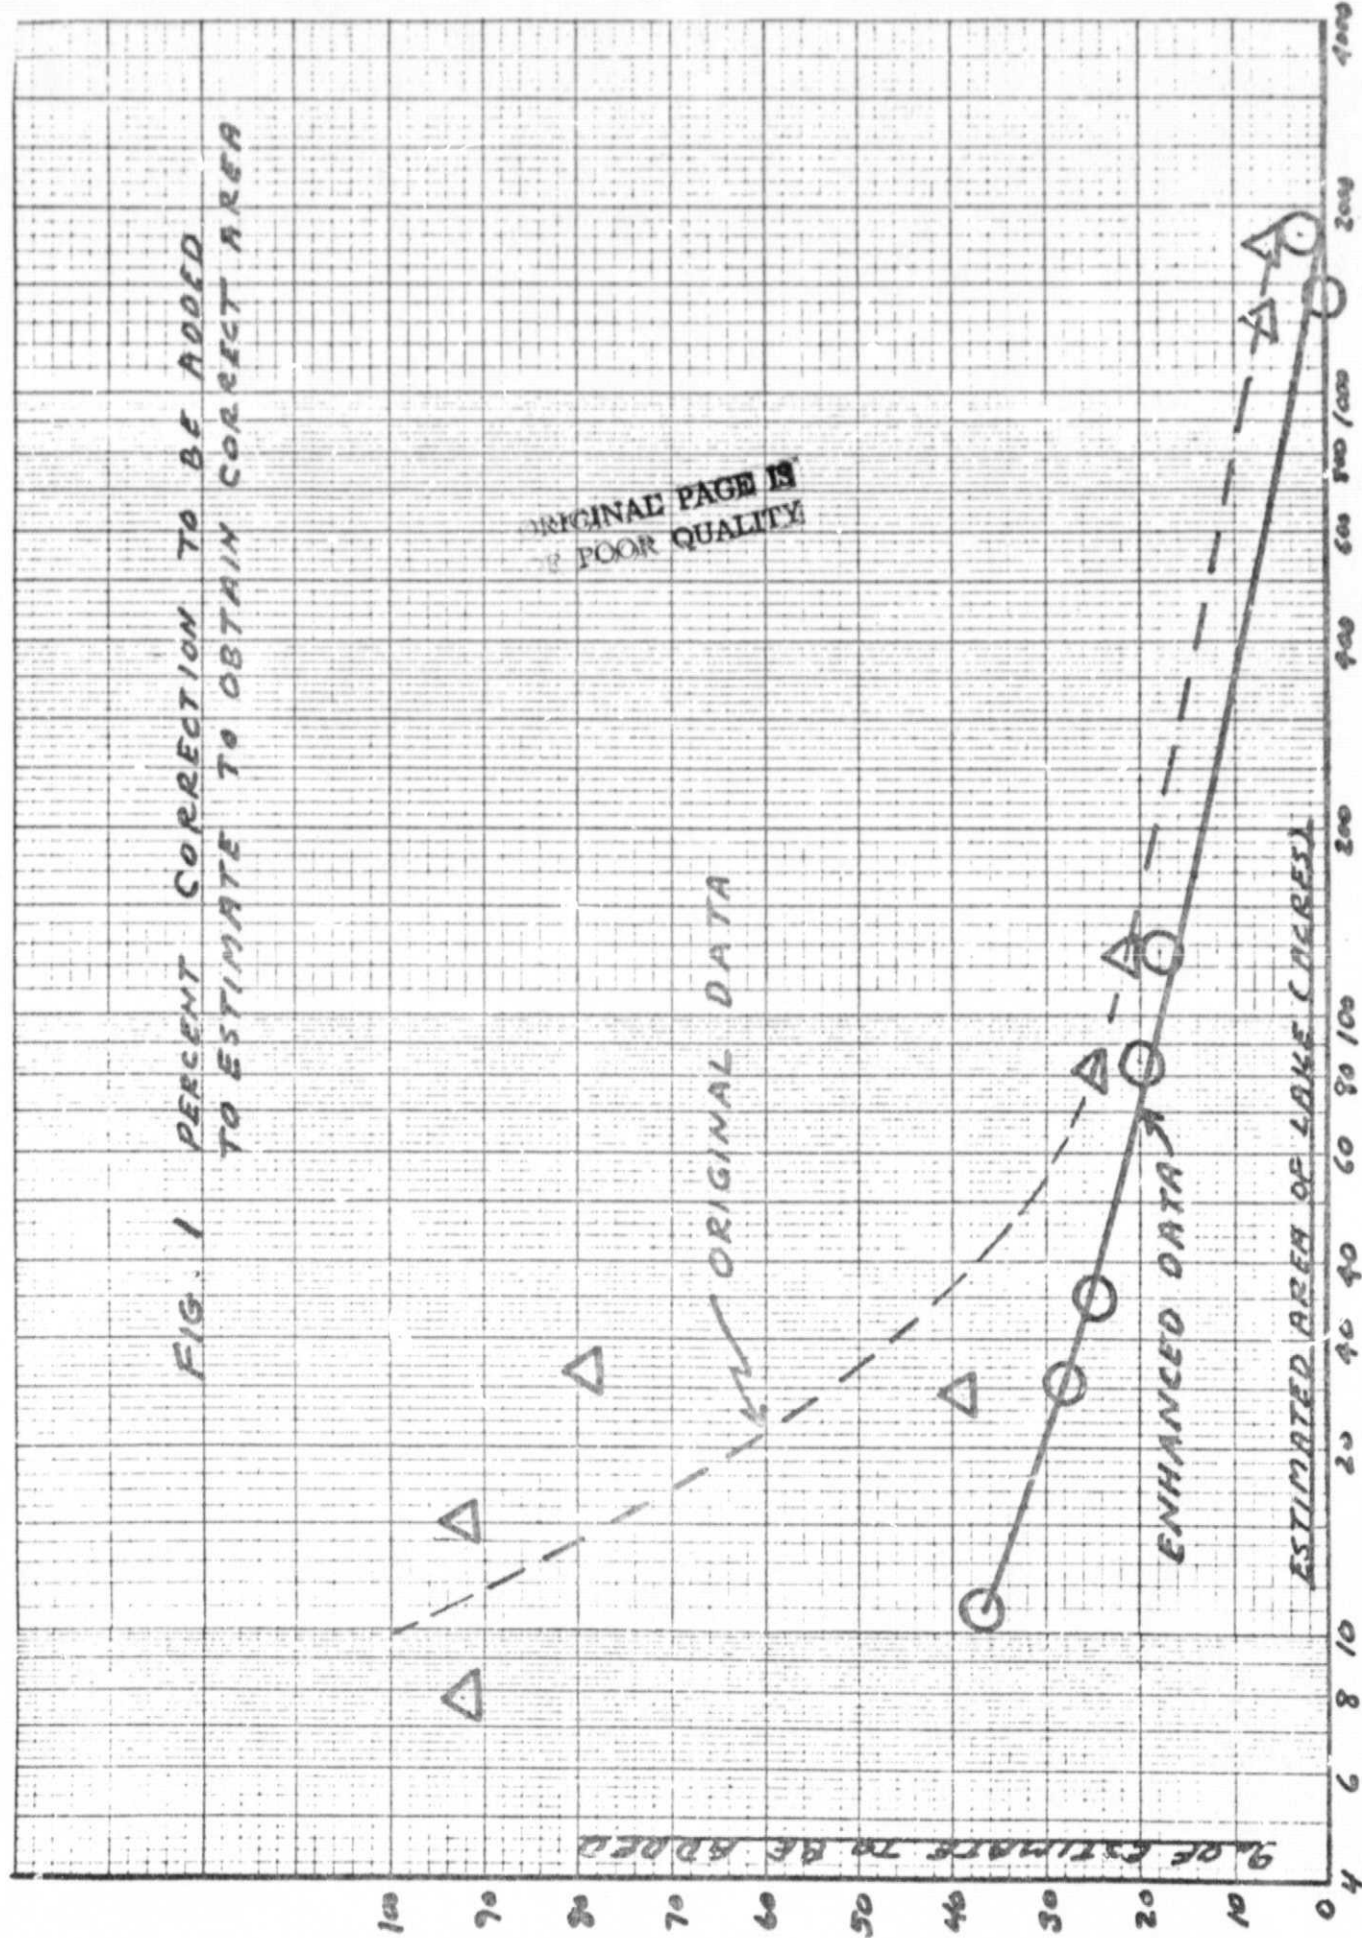 FIG. 1 PERCENT CORRECTION TO BE ADDED
TO ESTIMATE TO OBTAIN CORRECT AREA
ORIGINAL PAGE IS
OF POOR QUALITY
ORIGINAL DATA
ENHANCED DATA
% OF ESTIMATE TO BE ADDED
100
90
80
70
60
50
40
30
20
10
0
ESTIMATED AREA OF LAKE (ACRES)
4 6 8 10 20 40 60 80 100 200 400 600 800 1000 2000